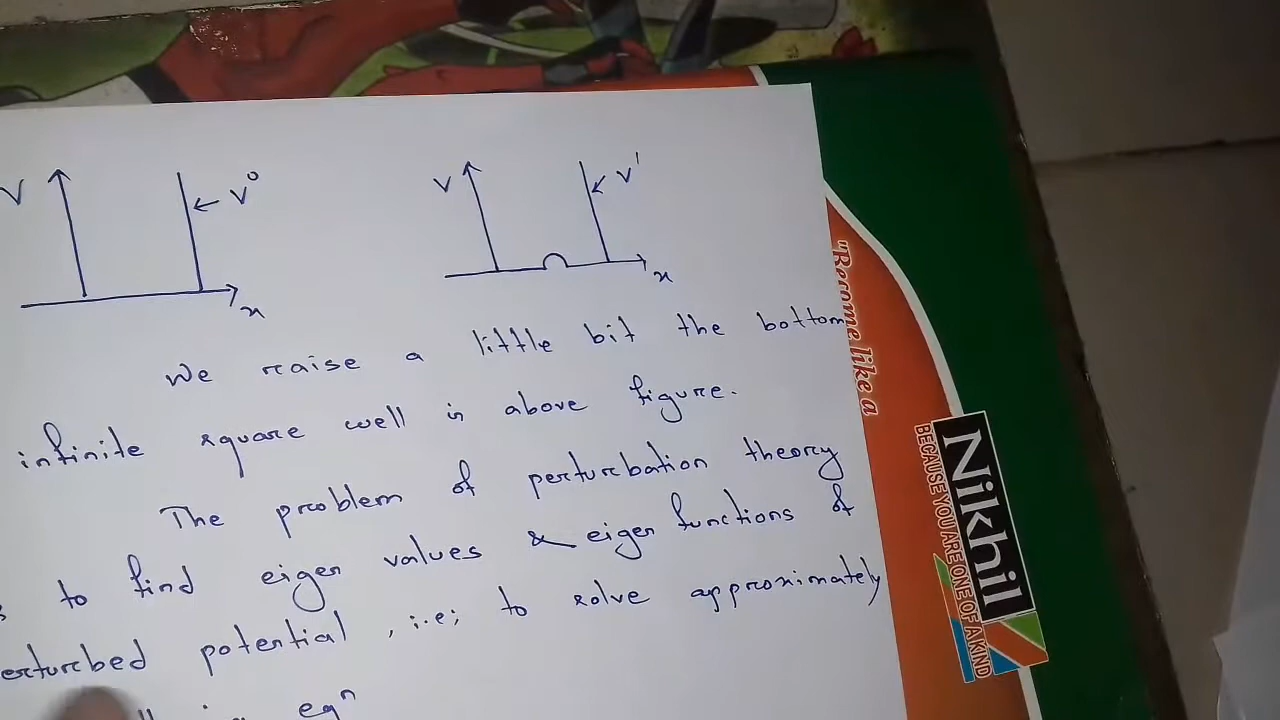 V
V⁰
x
V
V'
x
We raise a little bit the bottom
infinite square well in above figure.
The problem of perturbation theory
to find eigen values & eigen functions of
perturbed potential, i.e; to solve approximately
eqⁿ
"Become like a
Nikhil
BECAUSE YOU ARE ONE OF A KIND